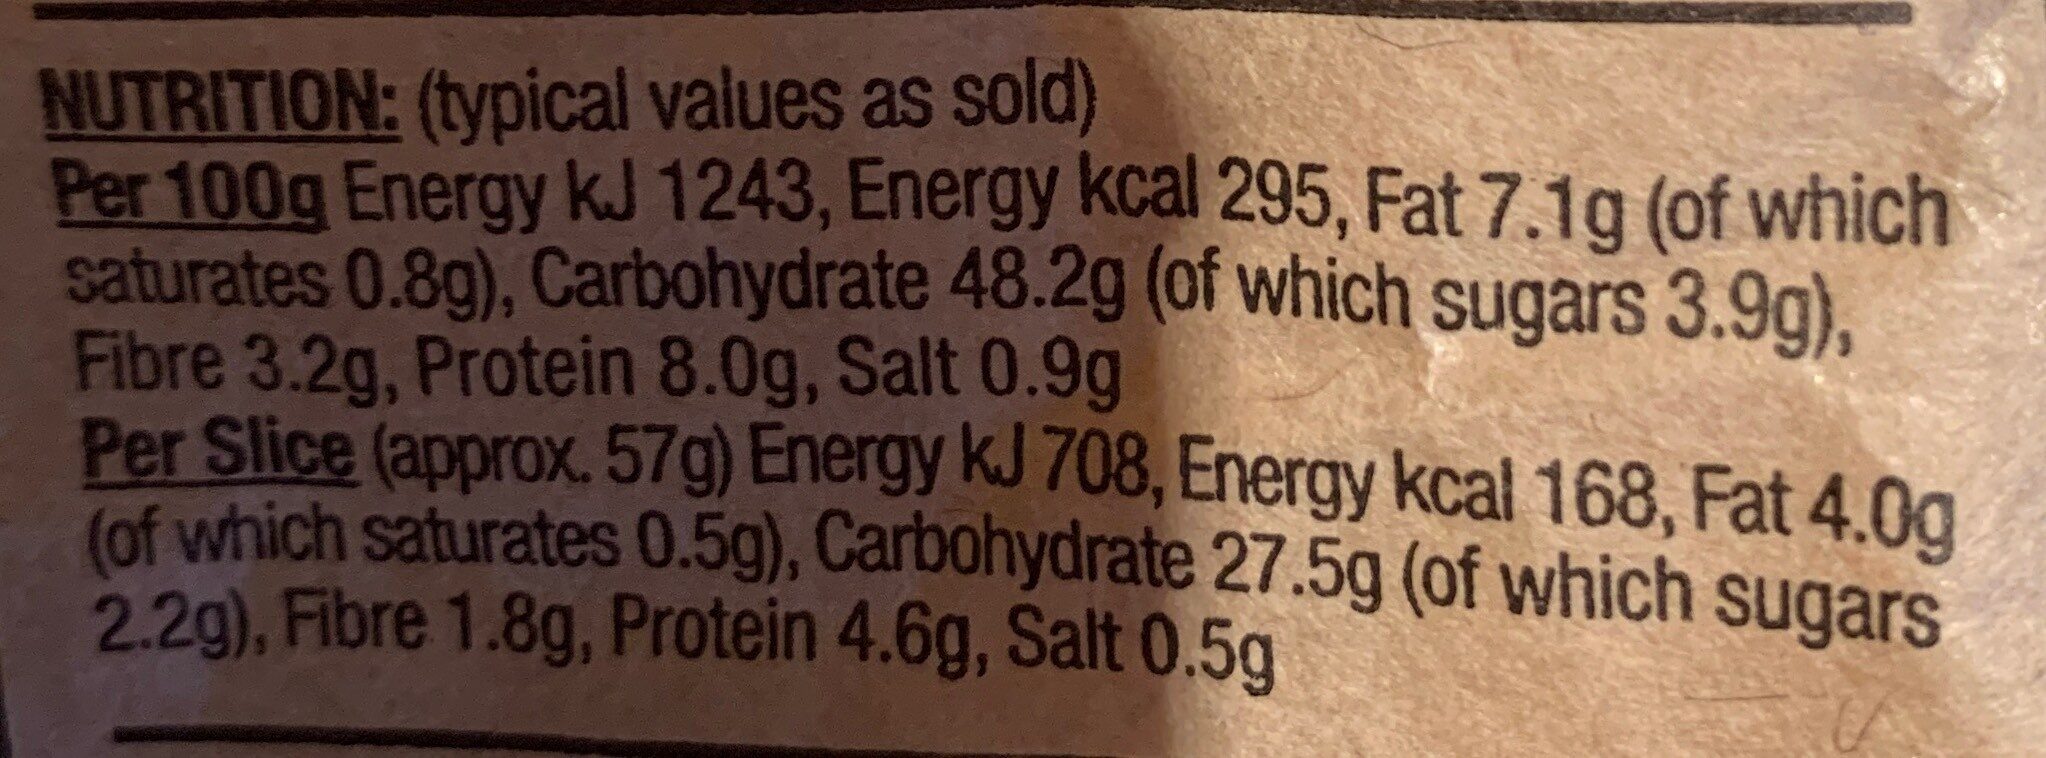 NUTRITION: (typical values as sold)
Per 100g Energy kJ 1243, Energy kcal 295, Fat 7.1g (of which
saturates 0.8g), Carbohydrate 48.2g (of which sugars 3.9g),
Fibre 3.2g, Protein 8.0g, Salt 0.9g
Per Slice (approx. 57g) Energy kJ 708, Energy kcal 168, Fat 4.0g
(of which saturates 0.5g), Carbohydrate 27.5g (of which sugars
2.2g), Fibre 1.8g, Protein 4.6g, Salt 0.5g